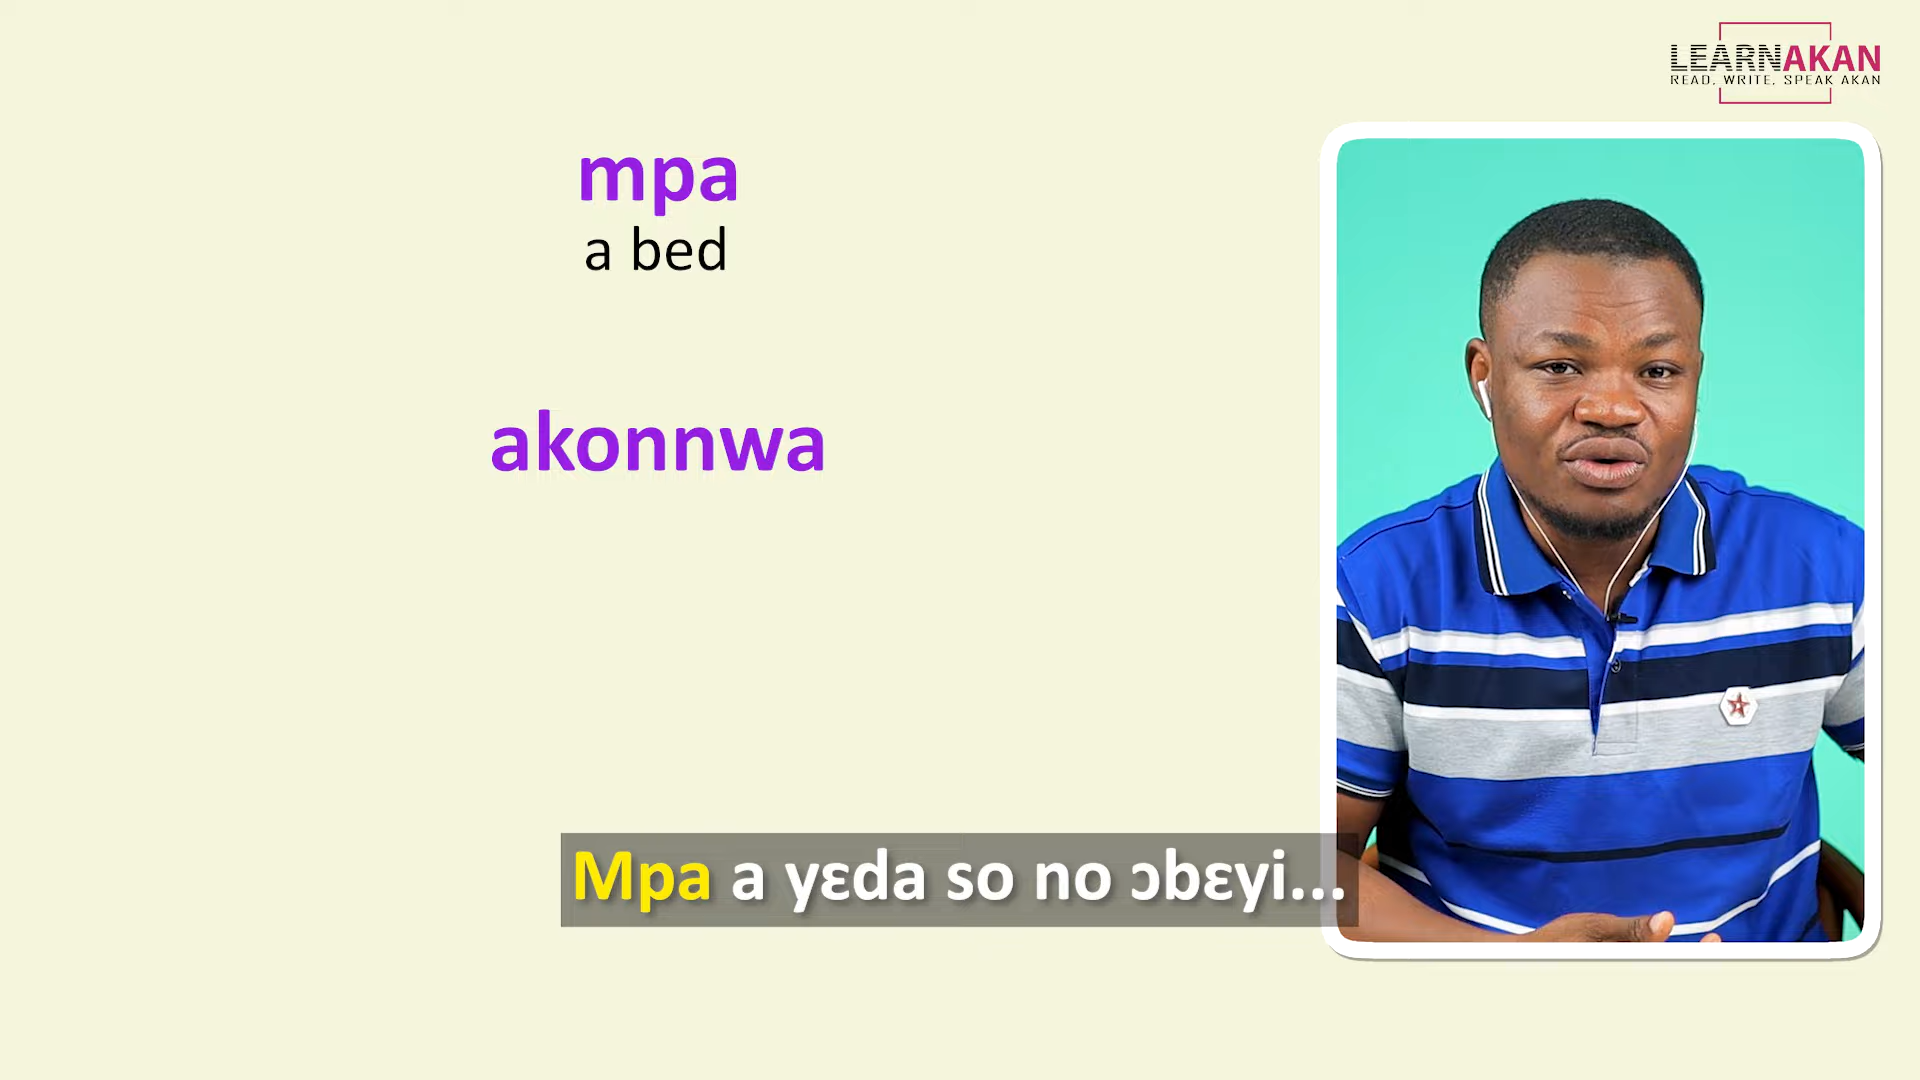 LEARNAKAN
READ, WRITE, SPEAK AKAN
mpa
a bed
akonnwa
Mpa a yɛda so no ɔbɛyi...